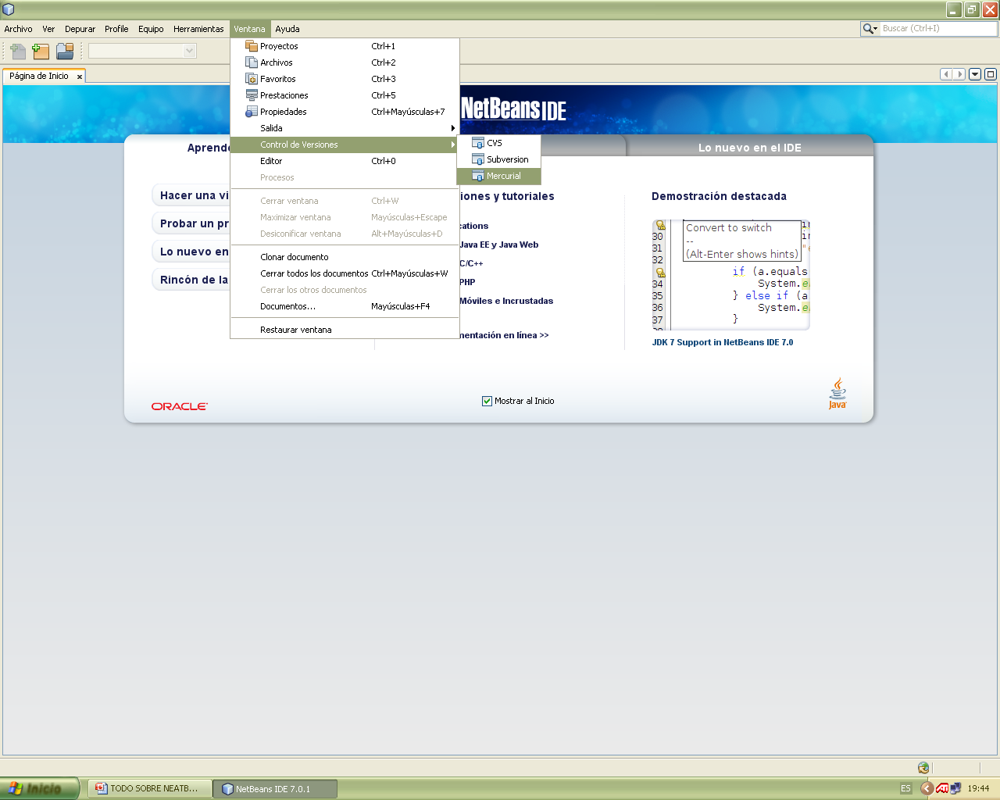 Archivo Ver Depurar Profile Equipo Herramientas Ventana Ayuda
Buscar (Ctrl+I)
Página de Inicio
Proyectos Ctrl+1
Archivos Ctrl+2
Favoritos Ctrl+3
Prestaciones Ctrl+5
Propiedades Ctrl+Mayúsculas+7
Salida
Control de Versiones
Editor Ctrl+0
Procesos
Cerrar ventana Ctrl+W
Maximizar ventana Mayúsculas+Escape
Desiconificar ventana Alt+Mayúsculas+D
Clonar documento
Cerrar todos los documentos Ctrl+Mayúsculas+W
Cerrar los otros documentos
Documentos... Mayúsculas+F4
Restaurar ventana
CVS
Subversion
Mercurial
NetBeans IDE
Lo nuevo en el IDE
Hacer una vi
Probar un pr
Lo nuevo en
Rincón de la
iones y tutoriales
cations
Java EE y Java Web
C/C++
PHP
Móviles e Incrustadas
mentación en línea >>
Demostración destacada
Convert to switch
--
(Alt-Enter shows hints)
30
31
32
if (a.equals
34 System.
35 } else if (a
36 System.
37 }
JDK 7 Support in NetBeans IDE 7.0
ORACLE
Mostrar al Inicio
Java
Inicio
TODO SOBRE NEATB...
NetBeans IDE 7.0.1
ES
19:44